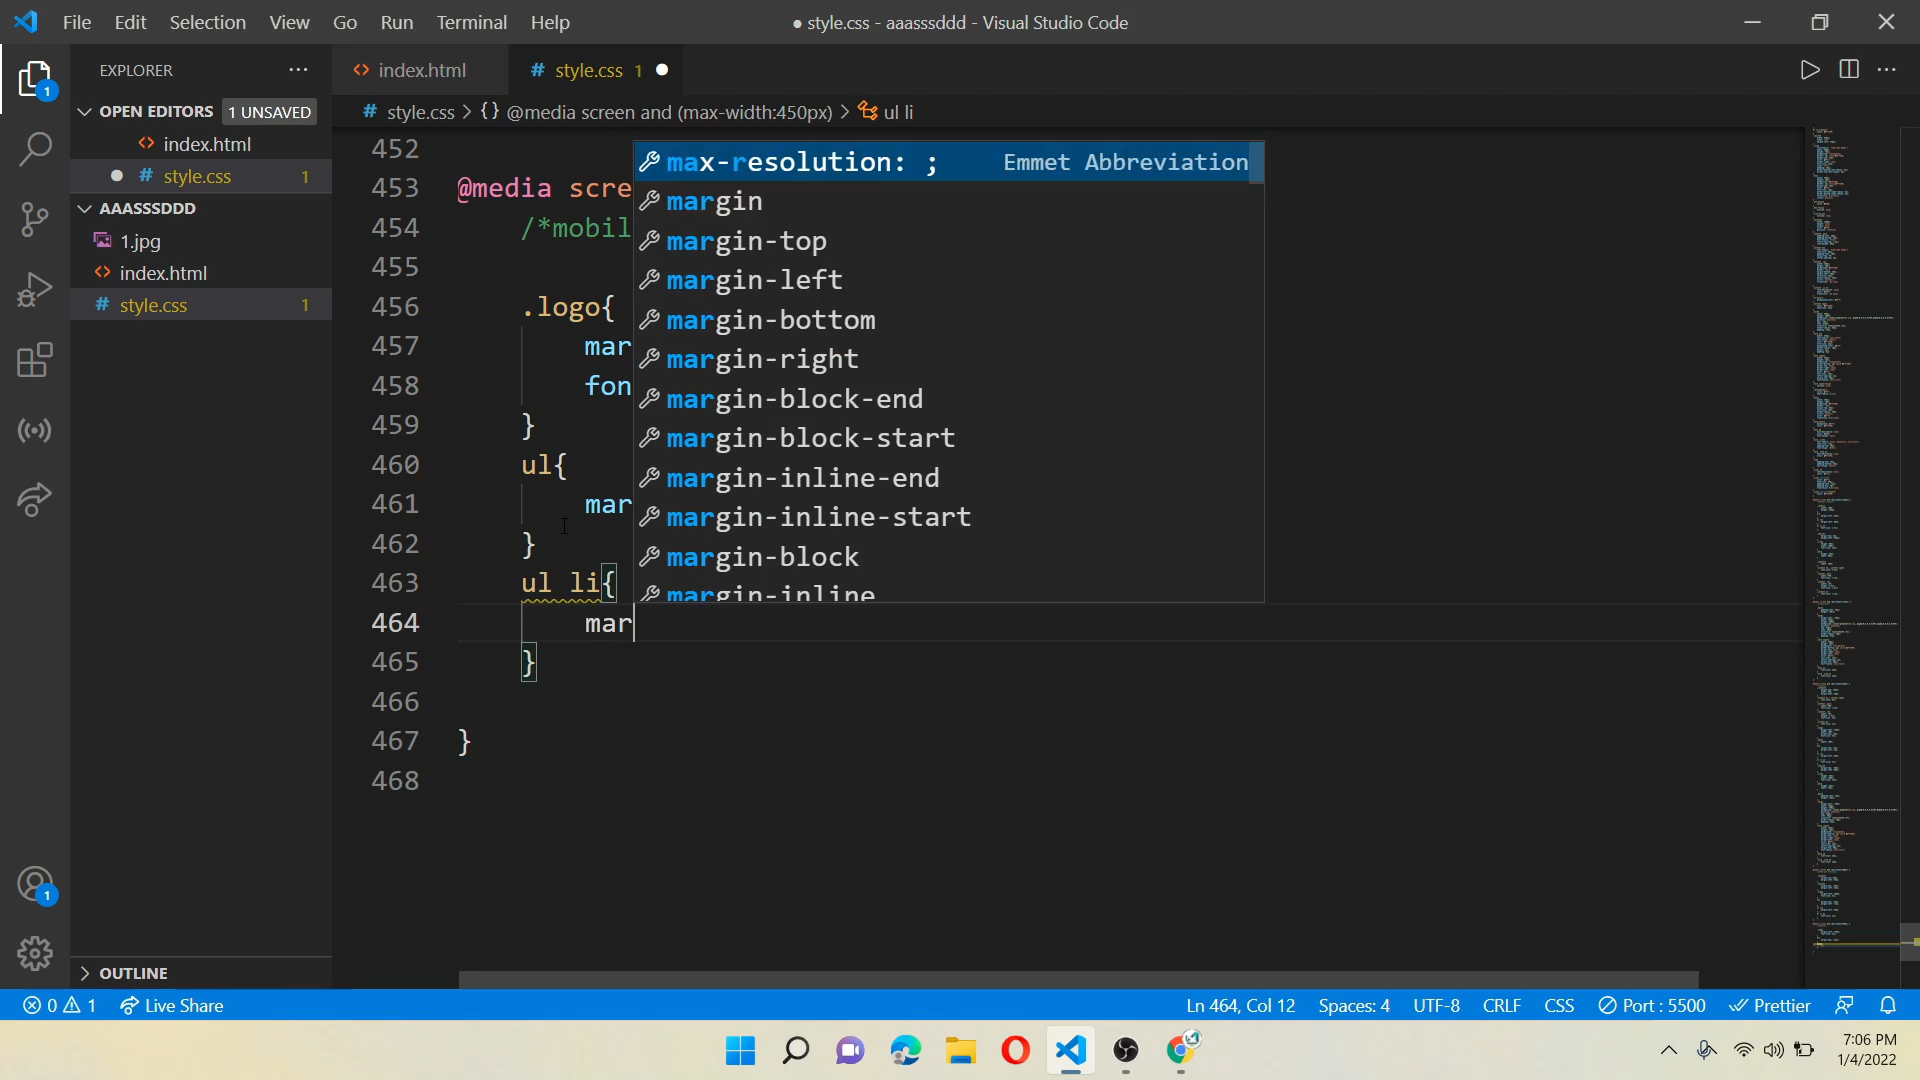 File Edit Selection View Go Run Terminal Help
● style.css - aaasssddd - Visual Studio Code
EXPLORER
index.html
# style.css 1
OPEN EDITORS 1 UNSAVED
index.html
# style.css 1
AAASSSDDD
1.jpg
index.html
# style.css 1
OUTLINE
# style.css > {} @media screen and (max-width:450px) > ul li
452
453 @media scre
454 /*mobil
455
456 .logo{
457 mar
458 fon
459 }
460 ul{
461 mar
462 }
463 ul li{
464 mar
465 }
466
467 }
468
max-resolution: ; Emmet Abbreviation
margin
margin-top
margin-left
margin-bottom
margin-right
margin-block-end
margin-block-start
margin-inline-end
margin-inline-start
margin-block
margin-inline
1
1
0 1 Live Share
Ln 464, Col 12 Spaces: 4 UTF-8 CRLF CSS Port : 5500 Prettier
7:06 PM
1/4/2022